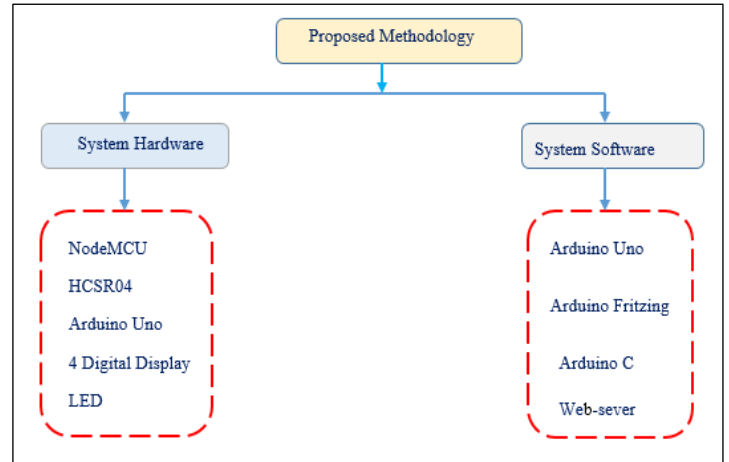 Proposed Methodology
System Hardware
System Software
NodeMCU
HCSR04
Arduino Uno
4 Digital Display
LED
Arduino Uno
Arduino Fritzing
Arduino C
Web-sever